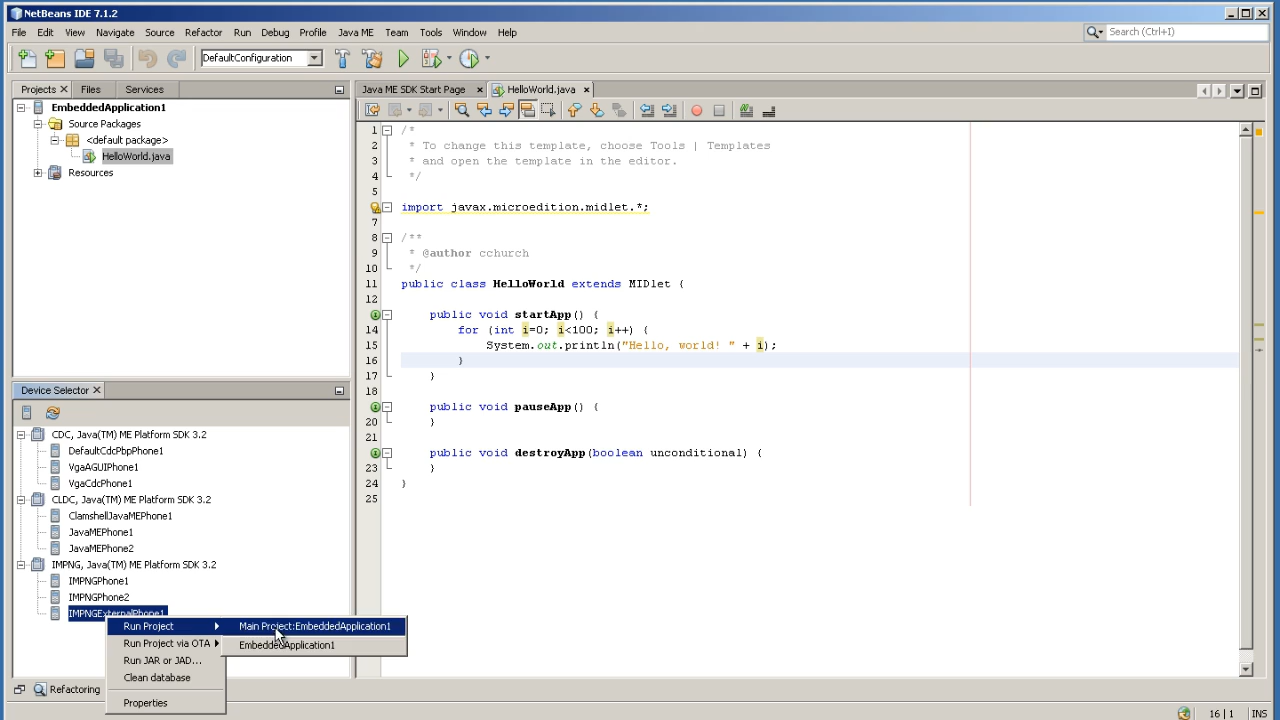 NetBeans IDE 7.1.2
File Edit View Navigate Source Refactor Run Debug Profile Java ME Team Tools Window Help
Search (Ctrl+I)
DefaultConfiguration
Projects Files Services
EmbeddedApplication1
Source Packages
<default package>
HelloWorld.java
Resources
Device Selector
CDC, Java(TM) ME Platform SDK 3.2
DefaultCdcPbpPhone1
VgaAGUIPhone1
VgaCdcPhone1
CLDC, Java(TM) ME Platform SDK 3.2
ClamshellJavaMEPhone1
JavaMEPhone1
JavaMEPhone2
IMPNG, Java(TM) ME Platform SDK 3.2
IMPNGPhone1
IMPNGPhone2
IMPNGExternalPhone1
Run Project
Run Project via OTA
Run JAR or JAD...
Clean database
Properties
Main Project:EmbeddedApplication1
EmbeddedApplication1
Refactoring
Java ME SDK Start Page HelloWorld.java
1 /*
2 * To change this template, choose Tools | Templates
3 * and open the template in the editor.
4 */
5
import javax.microedition.midlet.*;
7
8 /**
9 * @author cchurch
10 */
11 public class HelloWorld extends MIDlet {
12
public void startApp() {
14 for (int i=0; i<100; i++) {
15 System.out.println("Hello, world! " + i);
16 }
17 }
18
public void pauseApp() {
20 }
21
public void destroyApp(boolean unconditional) {
23 }
24 }
25
16 | 1 INS